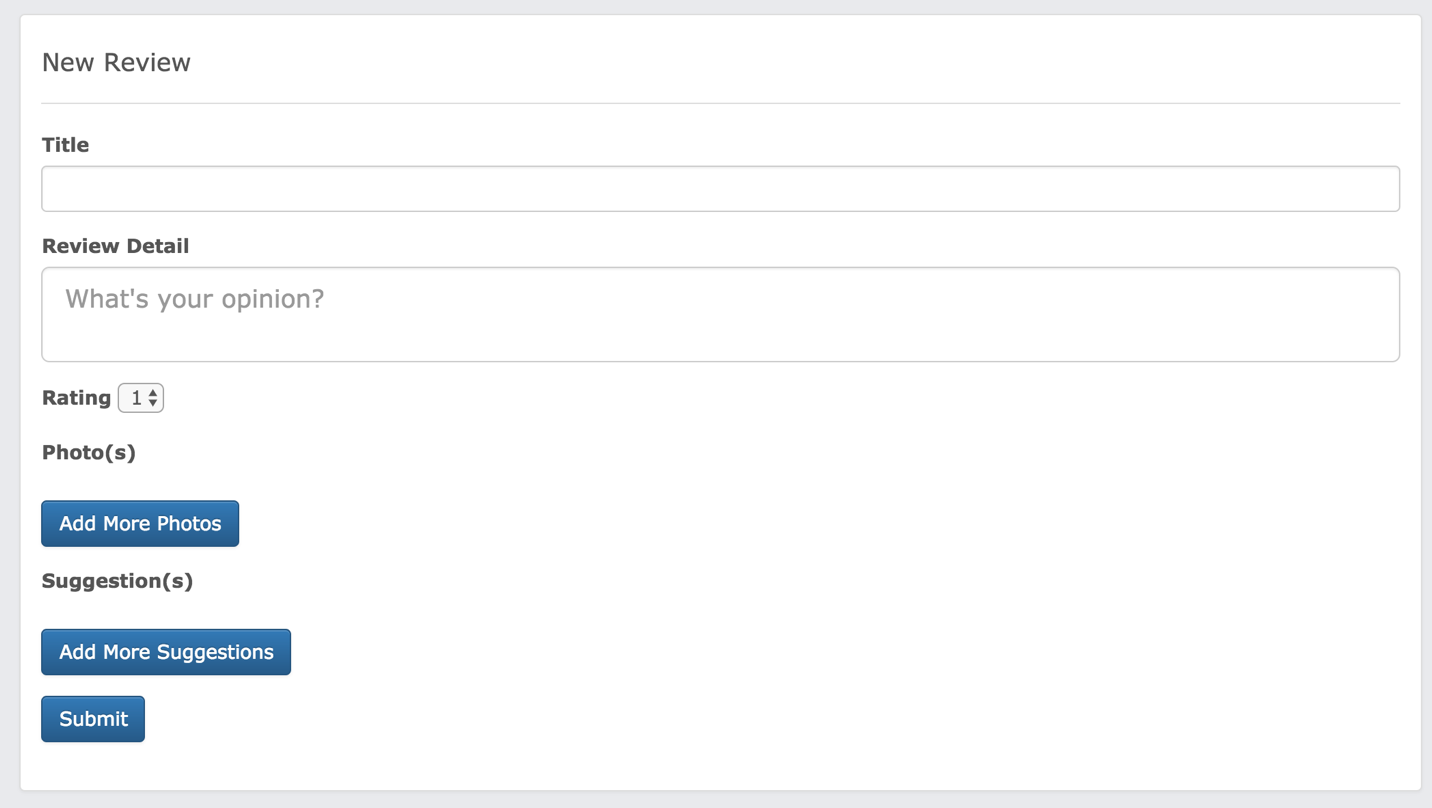 New Review
Title
Review Detail
What's your opinion?
Rating 1
Photo(s)
Add More Photos
Suggestion(s)
Add More Suggestions
Submit